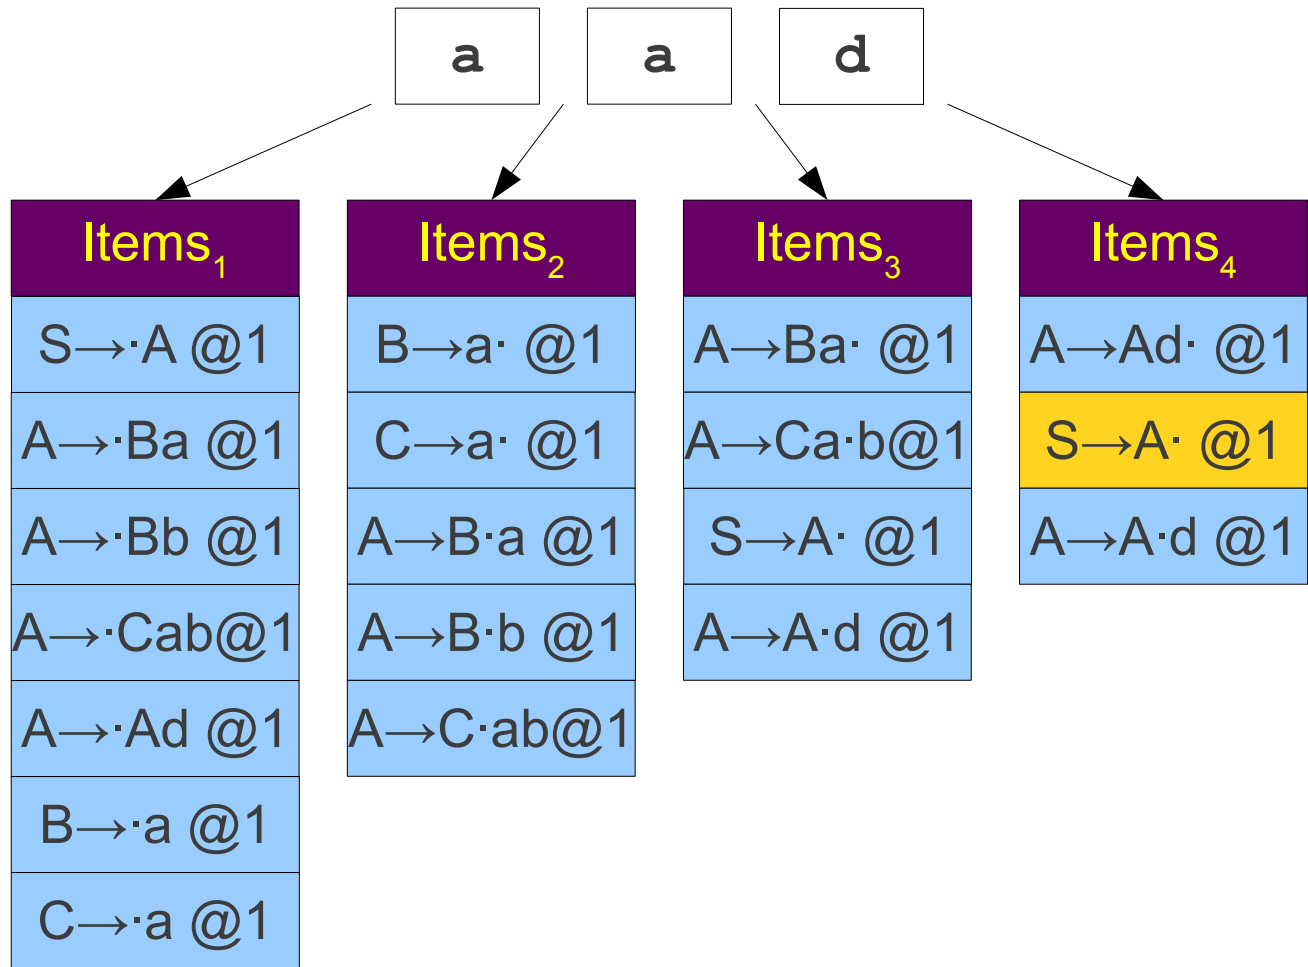 a a d
Items₁
S→·A @1
A→·Ba @1
A→·Bb @1
A→·Cab@1
A→·Ad @1
B→·a @1
C→·a @1
Items₂
B→a· @1
C→a· @1
A→B·a @1
A→B·b @1
A→C·ab@1
Items₃
A→Ba· @1
A→Ca·b@1
S→A· @1
A→A·d @1
Items₄
A→Ad· @1
S→A· @1
A→A·d @1